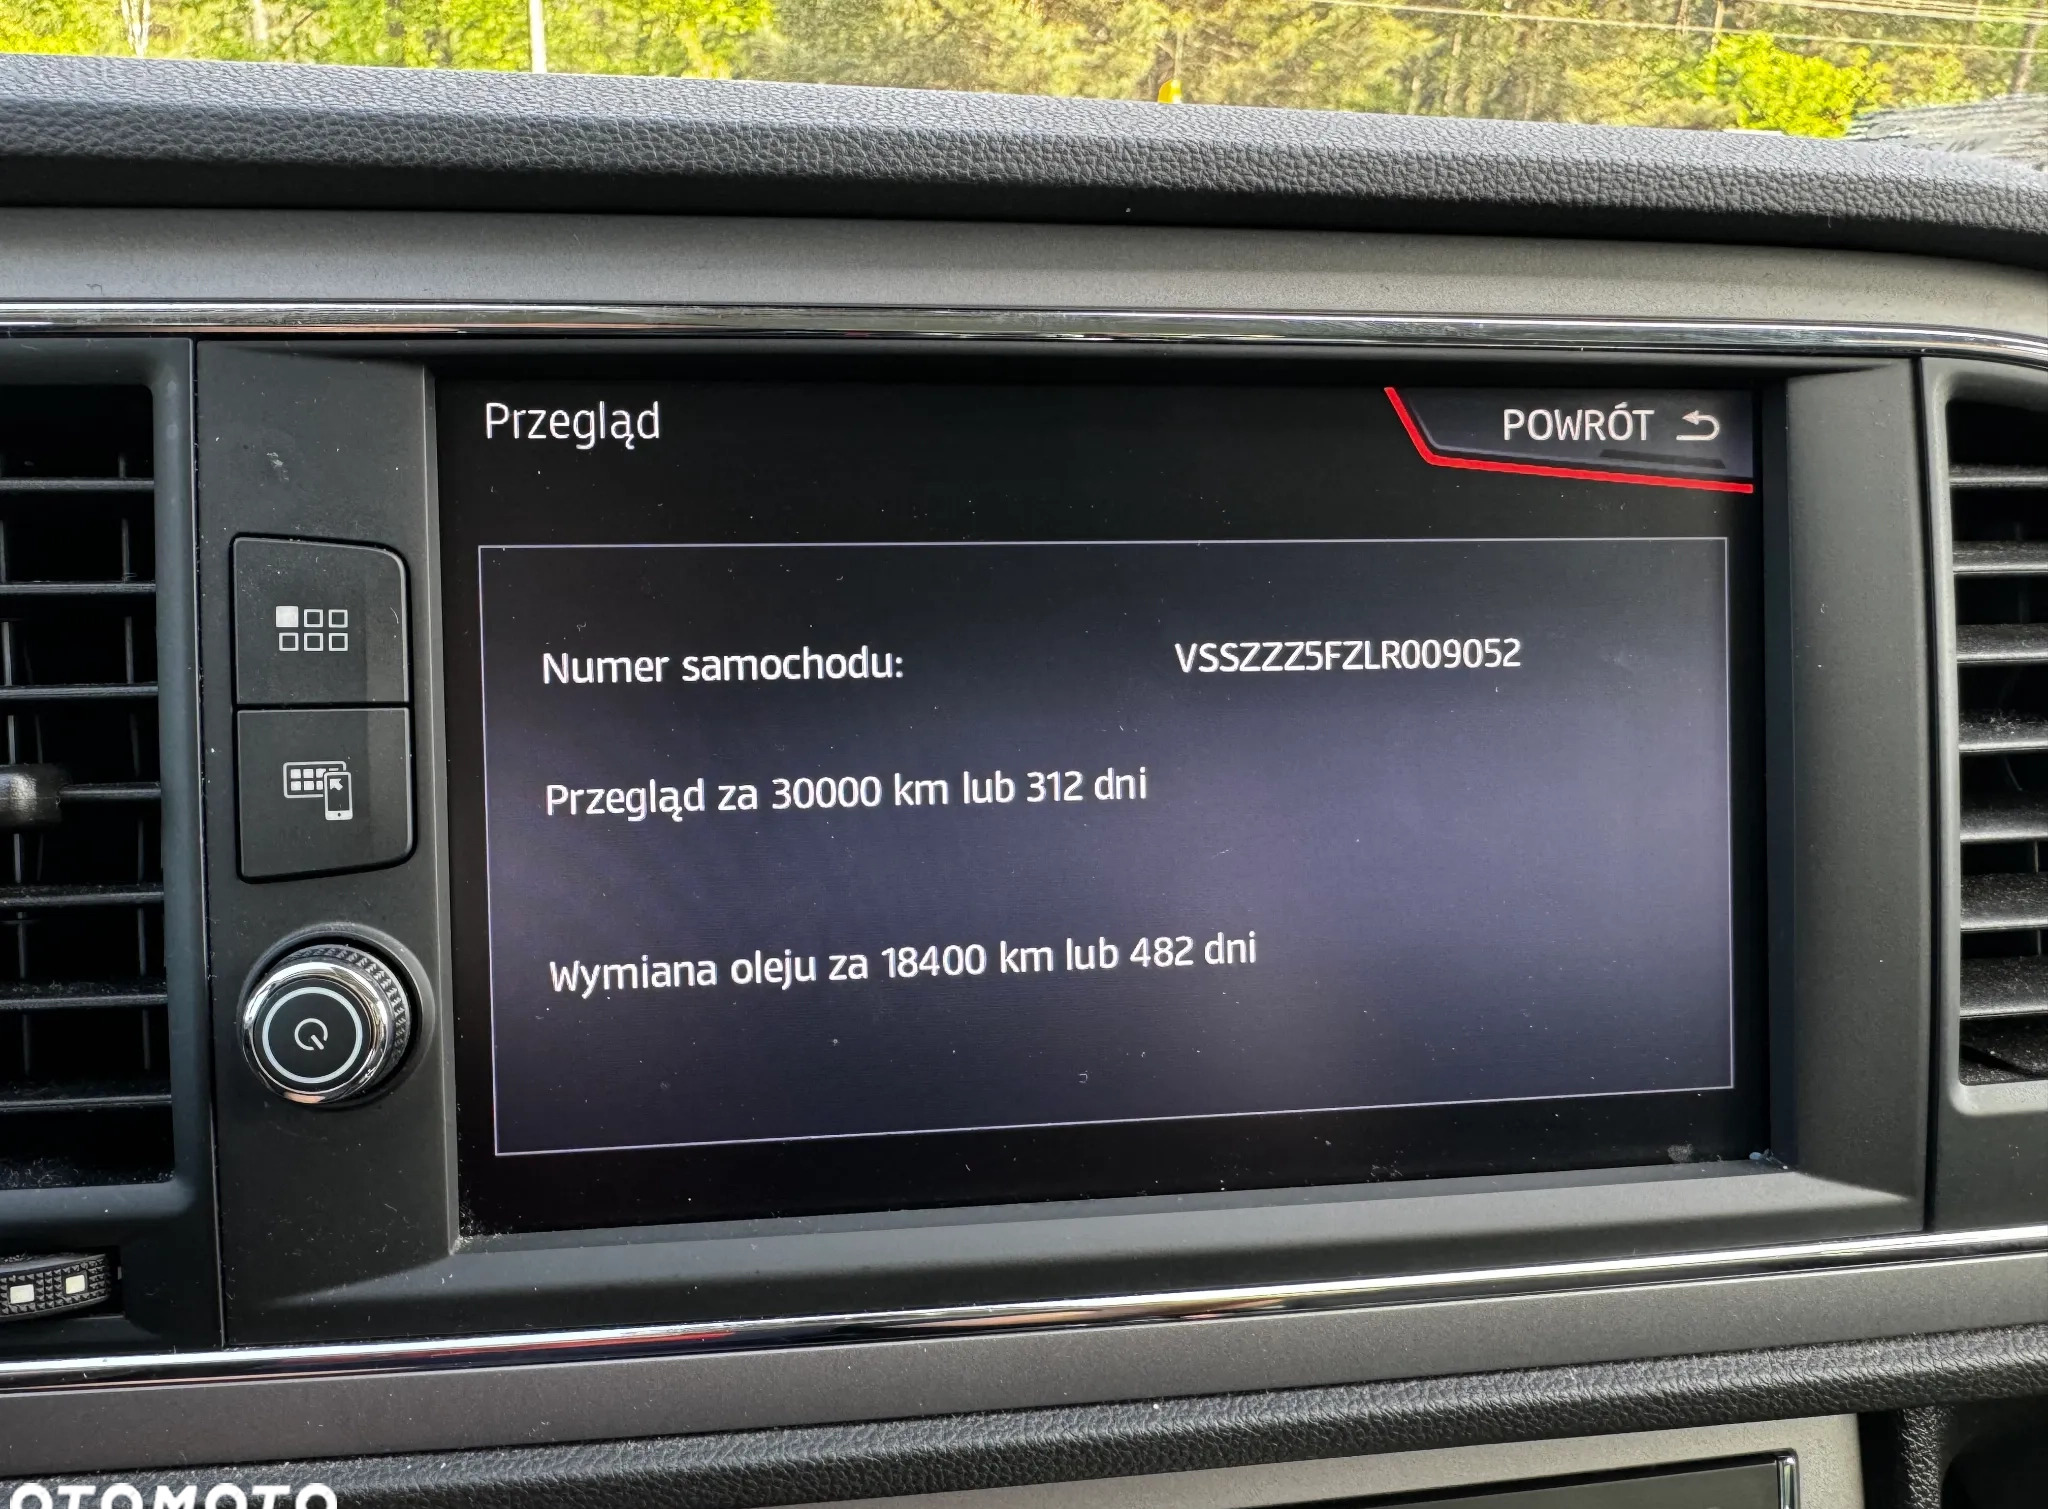 Przegląd
POWRÓT
Numer samochodu: VSSZZZ5FZLR009052
Przegląd za 30000 km lub 312 dni
Wymiana oleju za 18400 km lub 482 dni
OTOMOTO